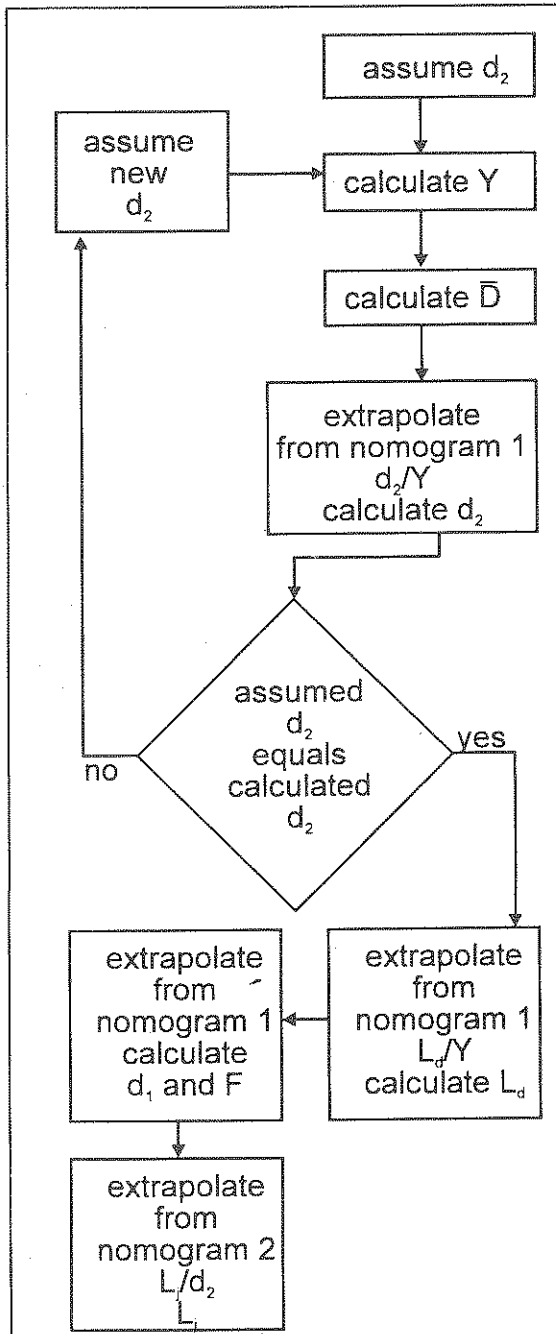 assume d₂
assume
new
d₂
calculate Y
calculate D̅
extrapolate
from nomogram 1
d₂/Y
calculate d₂
assumed
d₂
equals
calculated
d₂
no
yes
extrapolate
from
nomogram 1
L_d/Y
calculate L_d
extrapolate
from
nomogram 1
calculate
d₁ and F
extrapolate
from
nomogram 2
L_j/d₂
L_j